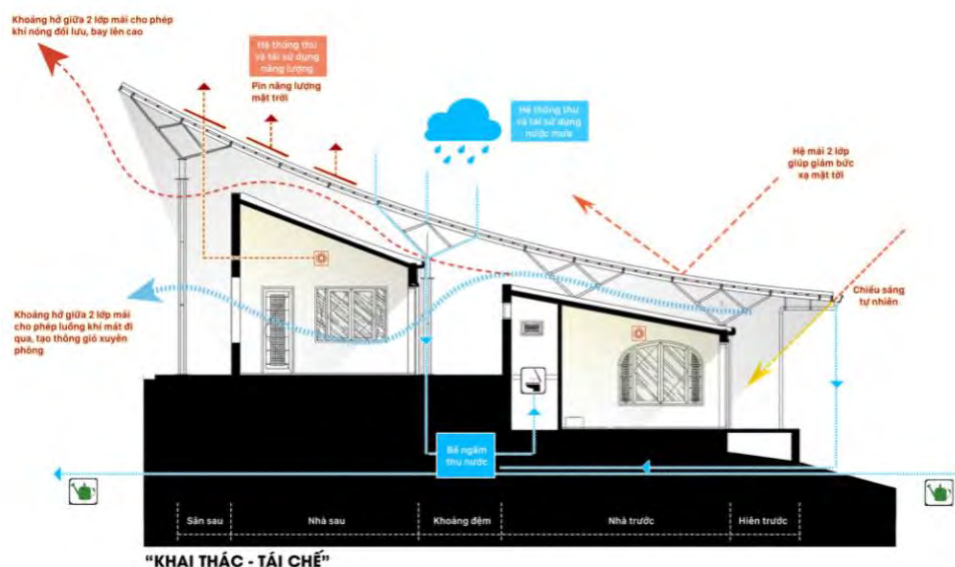 Khoảng hở giữa 2 lớp mái cho phép
khí nóng đối lưu, bay lên cao
Hệ thống thu
và tái sử dụng
năng lượng
Pin năng lượng
mặt trời
Hệ thống thu
và tái sử dụng
nước mưa
Hệ mái 2 lớp
giúp giảm bức
xạ mặt tời
Chiếu sáng
tự nhiên
Khoảng hở giữa 2 lớp mái
cho phép luồng khí mát đi
qua, tạo thông gió xuyên
phòng
Bể ngầm
thu nước
Sân sau
Nhà sau
Khoảng đệm
Nhà trước
Hiên trước
“KHAI THÁC - TÁI CHẾ”